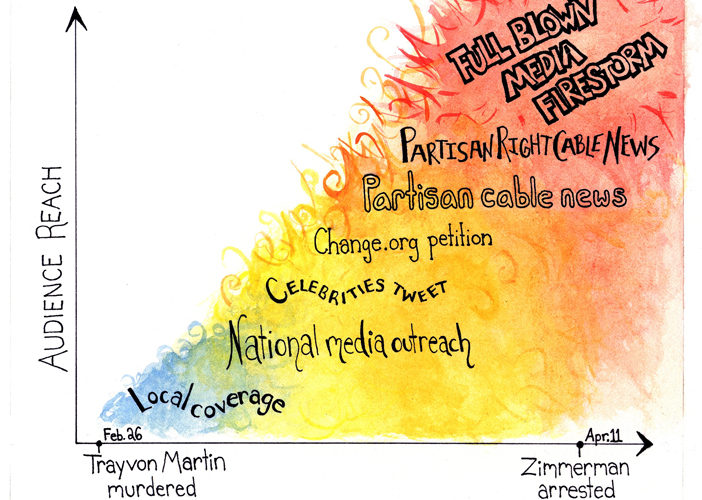 FULL BLOWN
MEDIA
FIRESTORM
PARTISAN RIGHT CABLE NEWS
Partisan cable news
Change.org petition
CELEBRITIES TWEET
National media outreach
Local coverage
AUDIENCE REACH
Feb. 26
Apr. 11
Trayvon Martin
murdered
Zimmerman
arrested